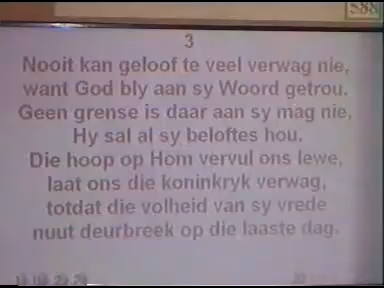 588
3
Nooit kan geloof te veel verwag nie,
want God bly aan sy Woord getrou.
Geen grense is daar aan sy mag nie,
Hy sal al sy beloftes hou.
Die hoop op Hom vervul ons lewe,
laat ons die koninkryk verwag,
totdat die volheid van sy vrede
nuut deurbreek op die laaste dag.